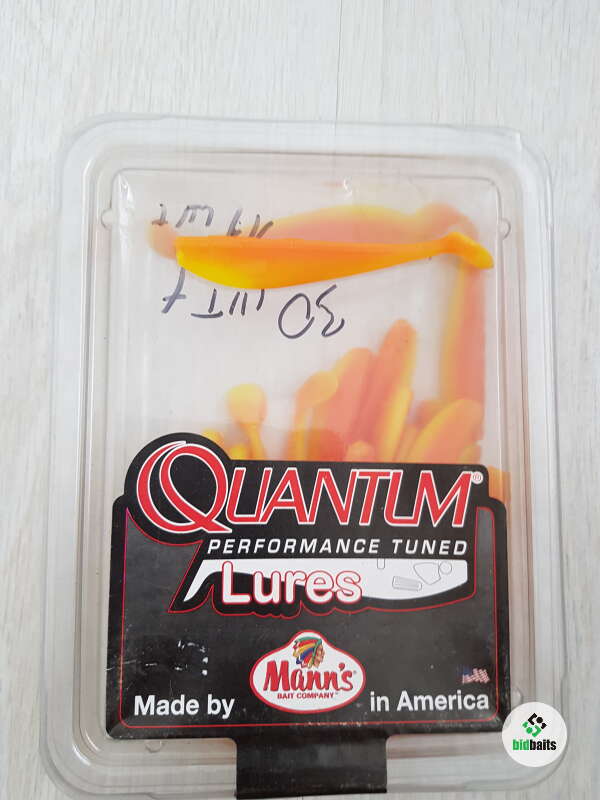 QUANTUM®
PERFORMANCE TUNED
Lures
Mann's
BAIT COMPANY
Made by
in America
bidbaits